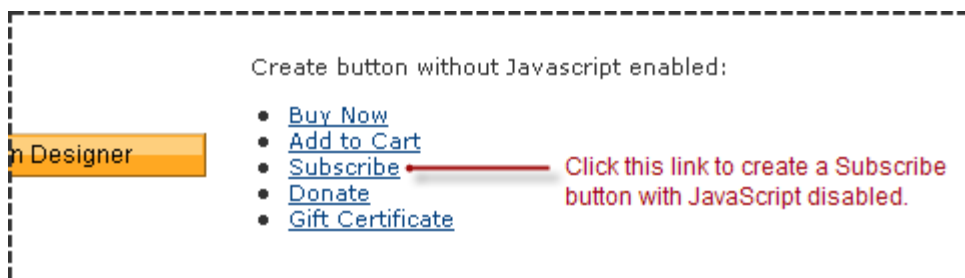 Create button without Javascript enabled:
Buy Now
Add to Cart
n Designer
Subscribe
Click this link to create a Subscribe
button with JavaScript disabled.
Donate
Gift Certificate